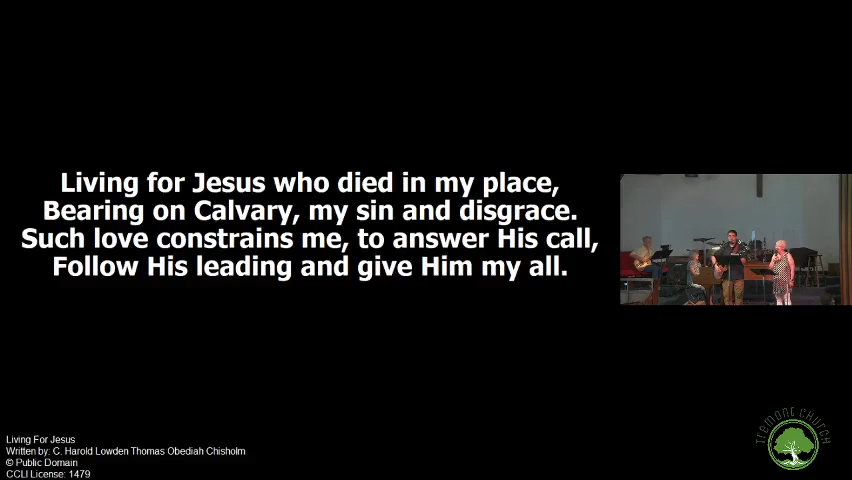 Living for Jesus who died in my place,
Bearing on Calvary, my sin and disgrace.
Such love constrains me, to answer His call,
Follow His leading and give Him my all.
Living For Jesus
Written by: C. Harold Lowden Thomas Obediah Chisholm
© Public Domain
CCLI License: 1479
TREMONT CHURCH